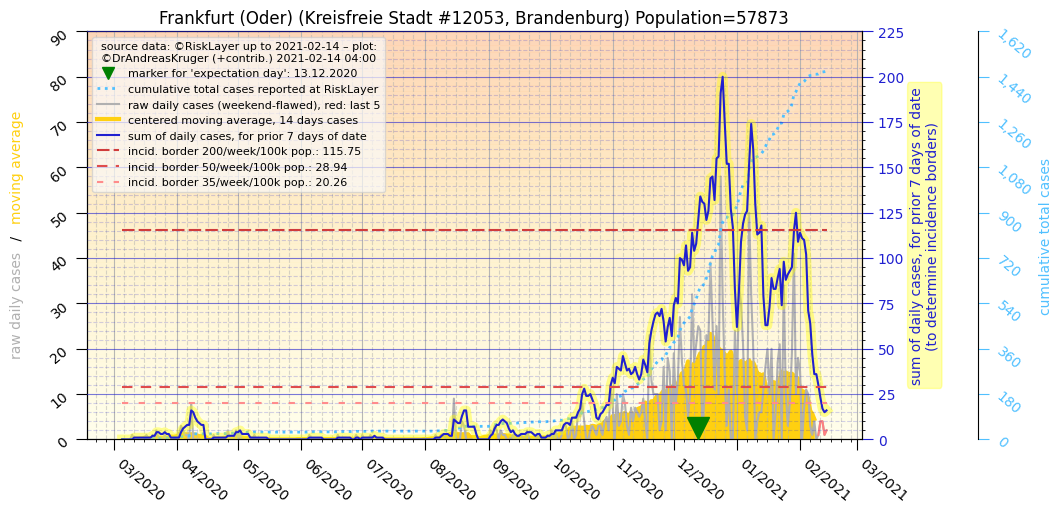 Frankfurt (Oder) (Kreisfreie Stadt #12053, Brandenburg) Population=57873
source data: ©RiskLayer up to 2021-02-14 – plot:
©DrAndreasKruger (+contrib.) 2021-02-14 04:00
marker for 'expectation day': 13.12.2020
cumulative total cases reported at RiskLayer
raw daily cases (weekend-flawed), red: last 5
centered moving average, 14 days cases
sum of daily cases, for prior 7 days of date
incid. border 200/week/100k pop.: 115.75
incid. border 50/week/100k pop.: 28.94
incid. border 35/week/100k pop.: 20.26
raw daily cases / moving average
90
80
70
60
50
40
30
20
10
0
03/2020
04/2020
05/2020
06/2020
07/2020
08/2020
09/2020
10/2020
11/2020
12/2020
01/2021
02/2021
03/2021
225
200
175
150
125
100
75
50
25
0
sum of daily cases, for prior 7 days of date
(to determine incidence borders)
1,620
1,440
1,260
1,080
900
720
540
360
180
0
cumulative total cases